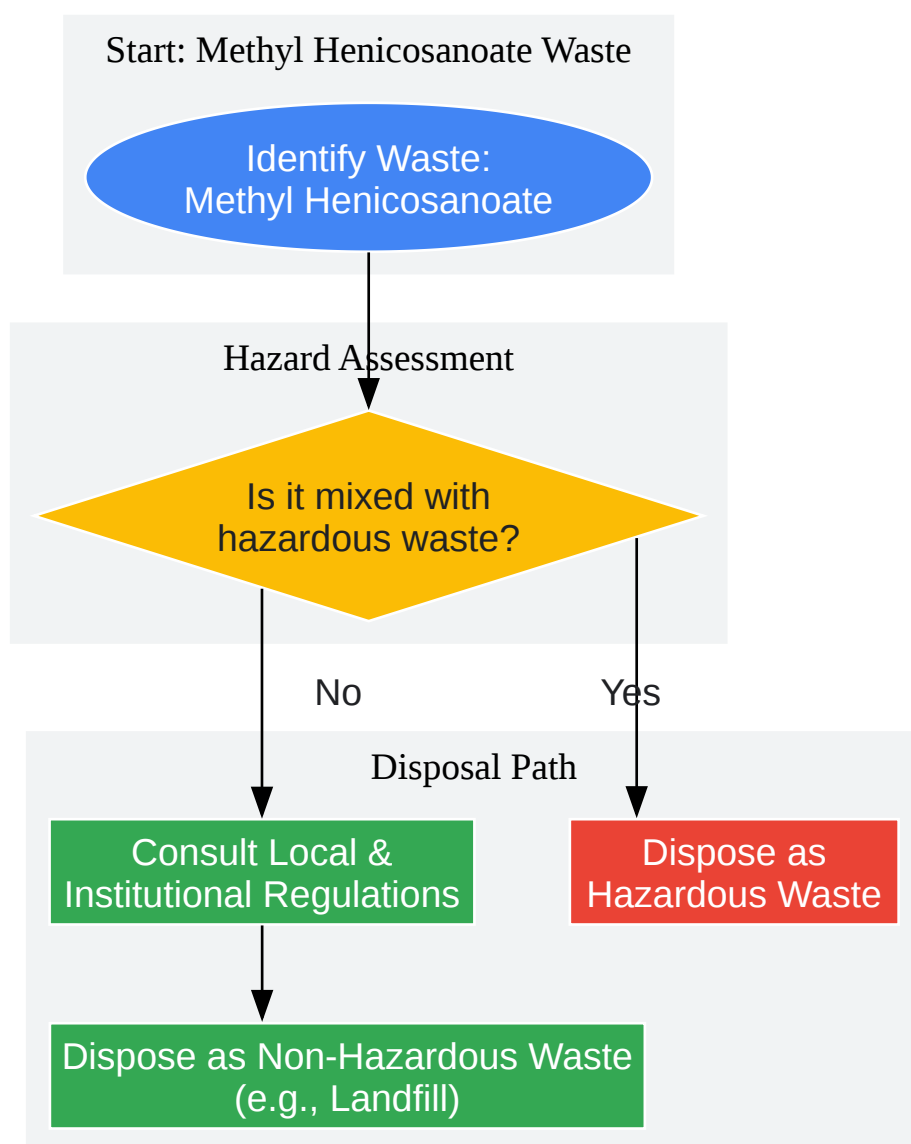 Start: Methyl Henicosanoate Waste
Identify Waste:
Methyl Henicosanoate
Hazard Assessment
Is it mixed with
hazardous waste?
No
Yes
Disposal Path
Consult Local &
Institutional Regulations
Dispose as
Hazardous Waste
Dispose as Non-Hazardous Waste
(e.g., Landfill)